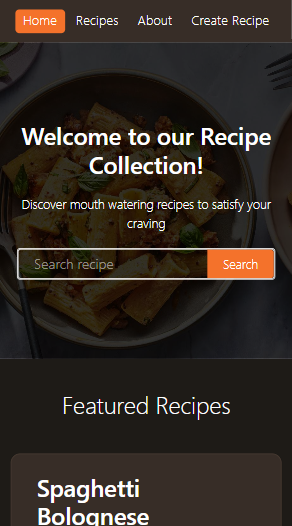 Home Recipes About Create Recipe
Welcome to our Recipe
Collection!
Discover mouth watering recipes to satisfy your
craving
Search recipe Search
Featured Recipes
Spaghetti
Bolognese